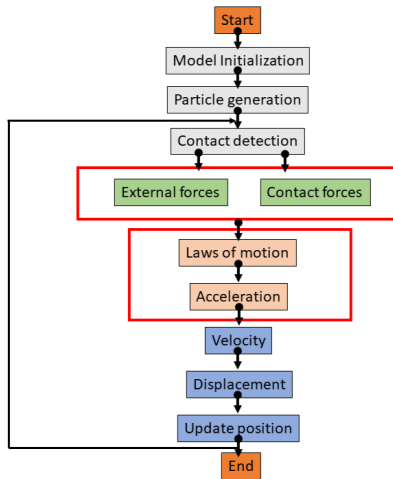 Start
Model Initialization
Particle generation
Contact detection
External forces
Contact forces
Laws of motion
Acceleration
Velocity
Displacement
Update position
End